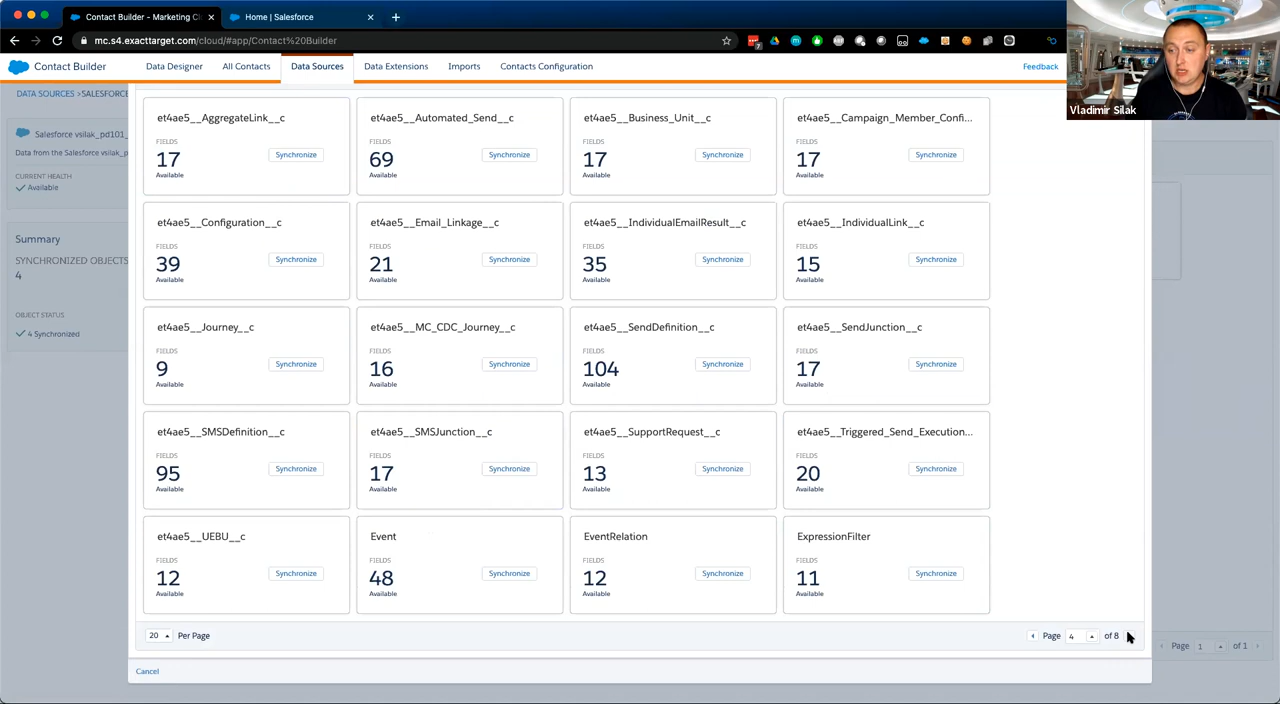 Contact Builder - Marketing Cl
Home | Salesforce
mc.s4.exacttarget.com/cloud/#app/Contact%20Builder
7
Contact Builder
Data Designer
All Contacts
Data Sources
Data Extensions
Imports
Contacts Configuration
Feedback
Vladimir Silak
DATA SOURCES >SALESFORCE
Salesforce vsilak_pd101_
Data from the Salesforce vsilak_p
CURRENT HEALTH
Available
Summary
SYNCHRONIZED OBJECTS
4
OBJECT STATUS
4 Synchronized
et4ae5__AggregateLink__c
FIELDS
17
Available
Synchronize
et4ae5__Automated_Send__c
FIELDS
69
Available
Synchronize
et4ae5__Business_Unit__c
FIELDS
17
Available
Synchronize
et4ae5__Campaign_Member_Confi...
FIELDS
17
Available
Synchronize
et4ae5__Configuration__c
FIELDS
39
Available
Synchronize
et4ae5__Email_Linkage__c
FIELDS
21
Available
Synchronize
et4ae5__IndividualEmailResult__c
FIELDS
35
Available
Synchronize
et4ae5__IndividualLink__c
FIELDS
15
Available
Synchronize
et4ae5__Journey__c
FIELDS
9
Available
Synchronize
et4ae5__MC_CDC_Journey__c
FIELDS
16
Available
Synchronize
et4ae5__SendDefinition__c
FIELDS
104
Available
Synchronize
et4ae5__SendJunction__c
FIELDS
17
Available
Synchronize
et4ae5__SMSDefinition__c
FIELDS
95
Available
Synchronize
et4ae5__SMSJunction__c
FIELDS
17
Available
Synchronize
et4ae5__SupportRequest__c
FIELDS
13
Available
Synchronize
et4ae5__Triggered_Send_Execution...
FIELDS
20
Available
Synchronize
et4ae5__UEBU__c
FIELDS
12
Available
Synchronize
Event
FIELDS
48
Available
Synchronize
EventRelation
FIELDS
12
Available
Synchronize
ExpressionFilter
FIELDS
11
Available
Synchronize
20 Per Page
Page 4 of 8
Page 1 of 1
Cancel